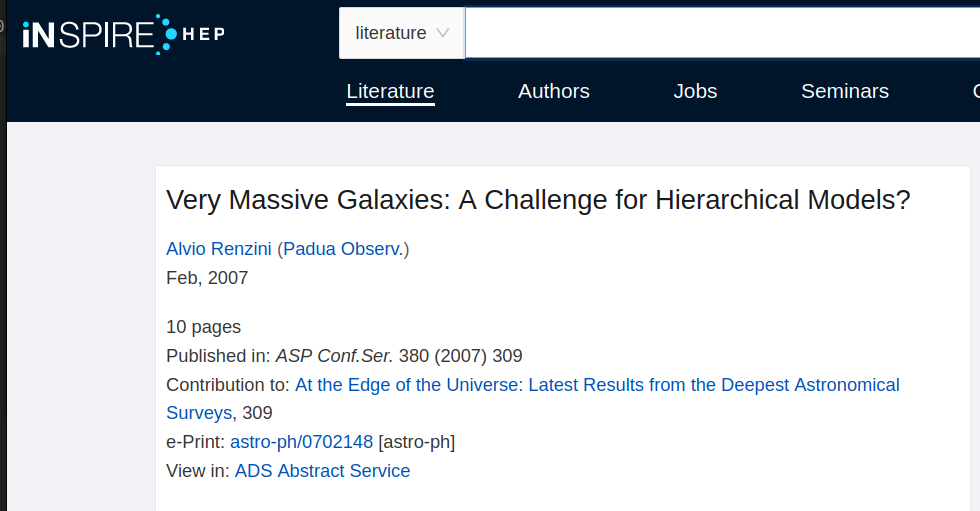 iNSPIRE HEP
literature
Literature Authors Jobs Seminars
Very Massive Galaxies: A Challenge for Hierarchical Models?
Alvio Renzini (Padua Observ.)
Feb, 2007
10 pages
Published in: ASP Conf.Ser. 380 (2007) 309
Contribution to: At the Edge of the Universe: Latest Results from the Deepest Astronomical
Surveys, 309
e-Print: astro-ph/0702148 [astro-ph]
View in: ADS Abstract Service